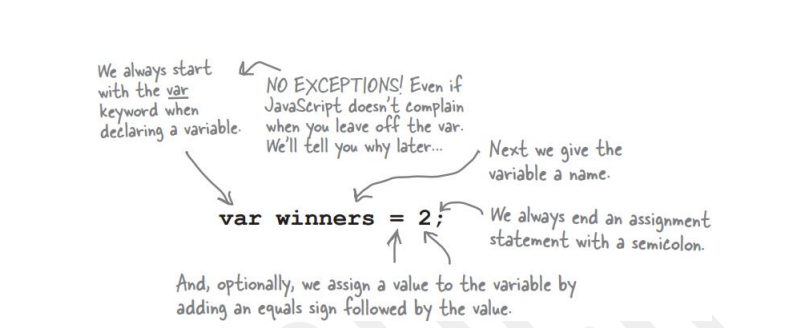 We always start
with the var
keyword when
declaring a variable.
NO EXCEPTIONS! Even if
JavaScript doesn't complain
when you leave off the var.
We'll tell you why later...
Next we give the
variable a name.
var winners = 2;
We always end an assignment
statement with a semicolon.
And, optionally, we assign a value to the variable by
adding an equals sign followed by the value.